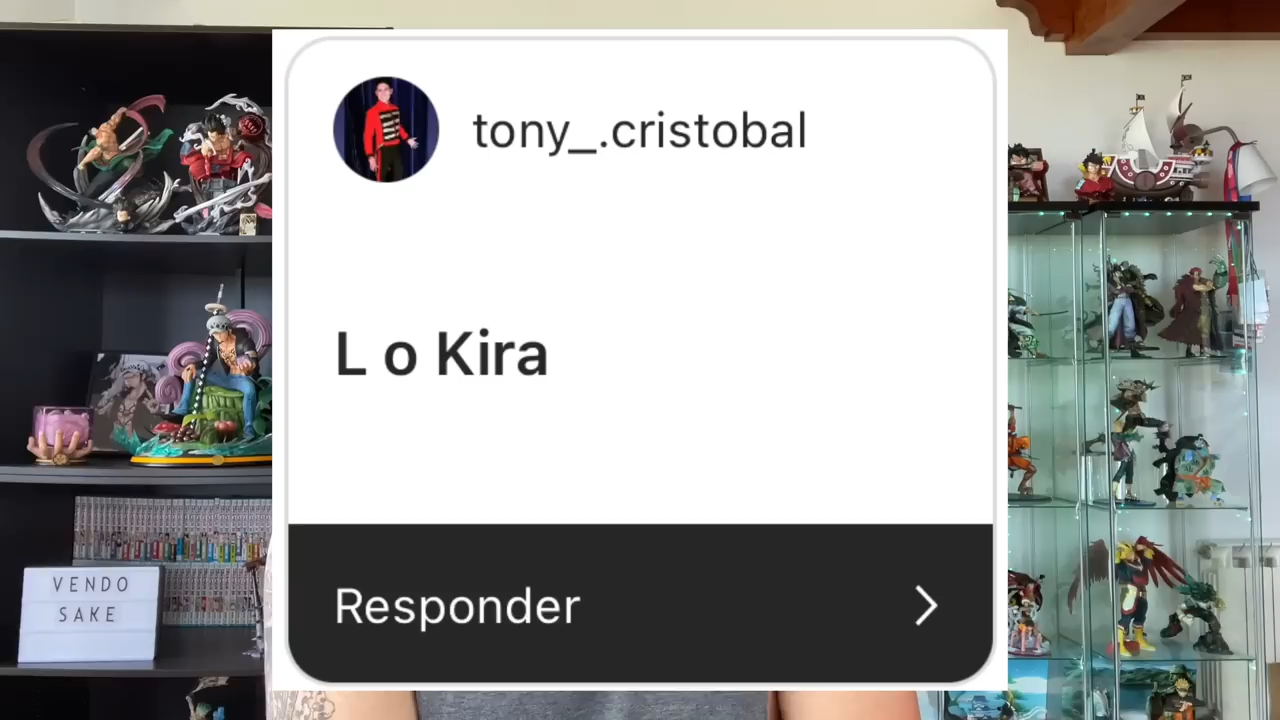 tony_.cristobal
L o Kira
Responder
VENDO
SAKE